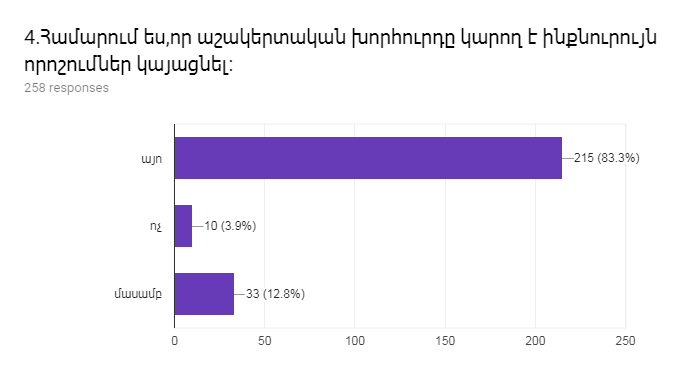 4.Համարում ես,որ աշակերտական խորհուրդը կարող է ինքնուրույն
որոշումներ կայացնել:
258 responses
այո
215 (83.3%)
ոչ
10 (3.9%)
մասամբ
33 (12.8%)
0 50 100 150 200 250